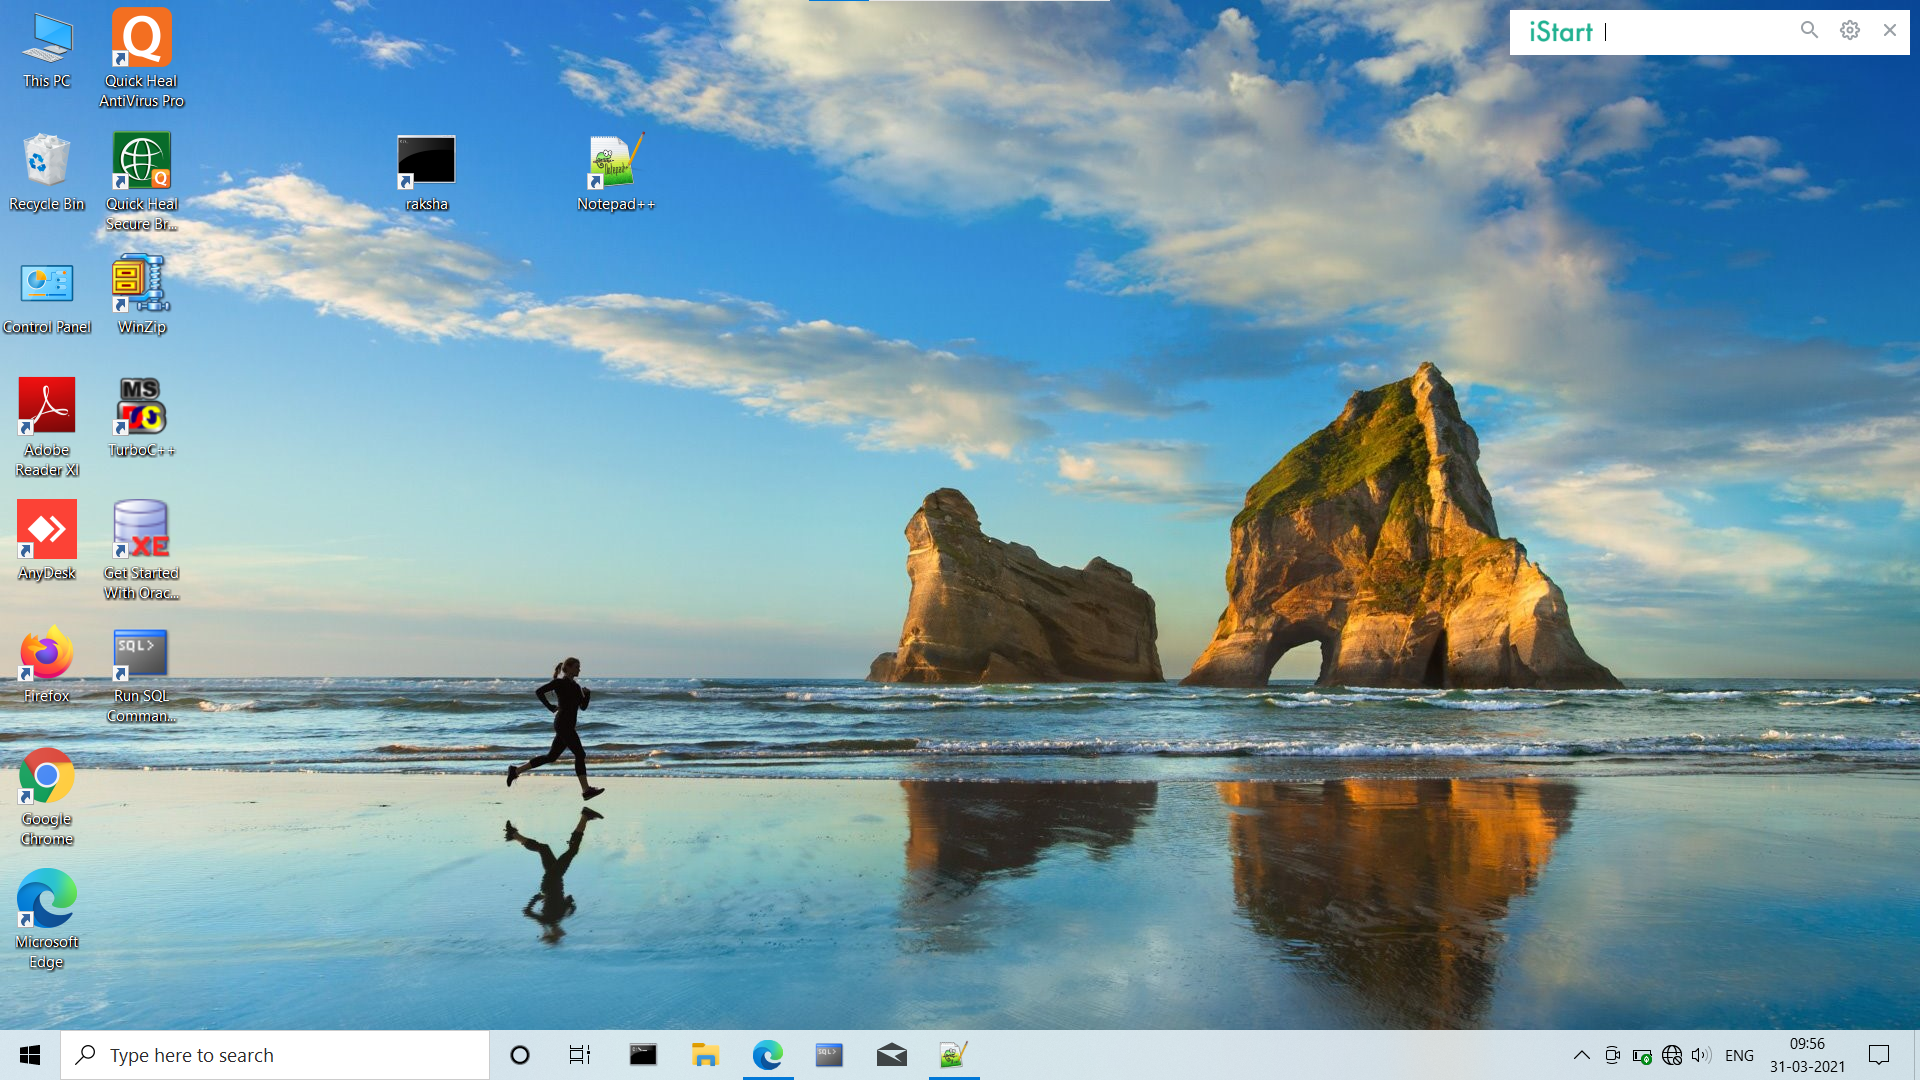 This PC
Quick Heal
AntiVirus Pro
iStart
Recycle Bin
Quick Heal
Secure Br...
raksha
Notepad++
Control Panel
WinZip
Adobe
Reader XI
MS
TurboC++
AnyDesk
XE
Get Started
With Orac...
Firefox
SQL>
Run SQL
Comman...
Google
Chrome
Microsoft
Edge
Type here to search
SQL>
ENG
09:56
31-03-2021